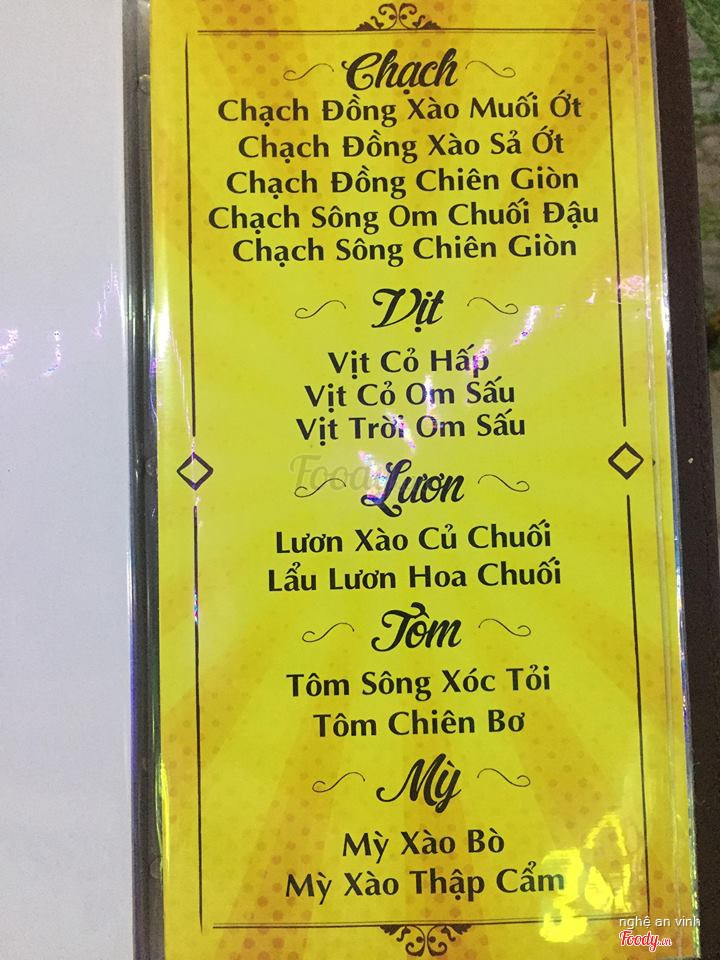 Chạch
Chạch Đồng Xào Muối Ớt
Chạch Đồng Xào Sả Ớt
Chạch Đồng Chiên Giòn
Chạch Sông Om Chuối Đậu
Chạch Sông Chiên Giòn
Vịt
Vịt Cỏ Hấp
Vịt Cỏ Om Sấu
Vịt Trời Om Sấu
Foody
Lươn
Lươn Xào Củ Chuối
Lẩu Lươn Hoa Chuối
Tôm
Tôm Sông Xóc Tỏi
Tôm Chiên Bơ
Mỳ
Mỳ Xào Bò
Mỳ Xào Thập Cẩm
nghê an vinh
Foody.vn